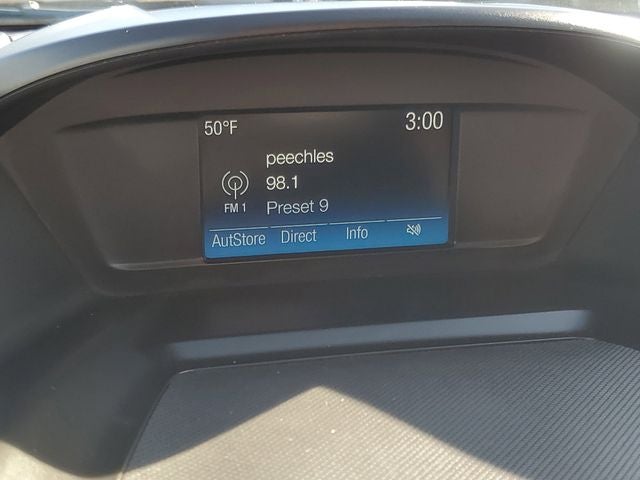 50°F 3:00
peechles
98.1
FM 1 Preset 9
AutStore Direct Info